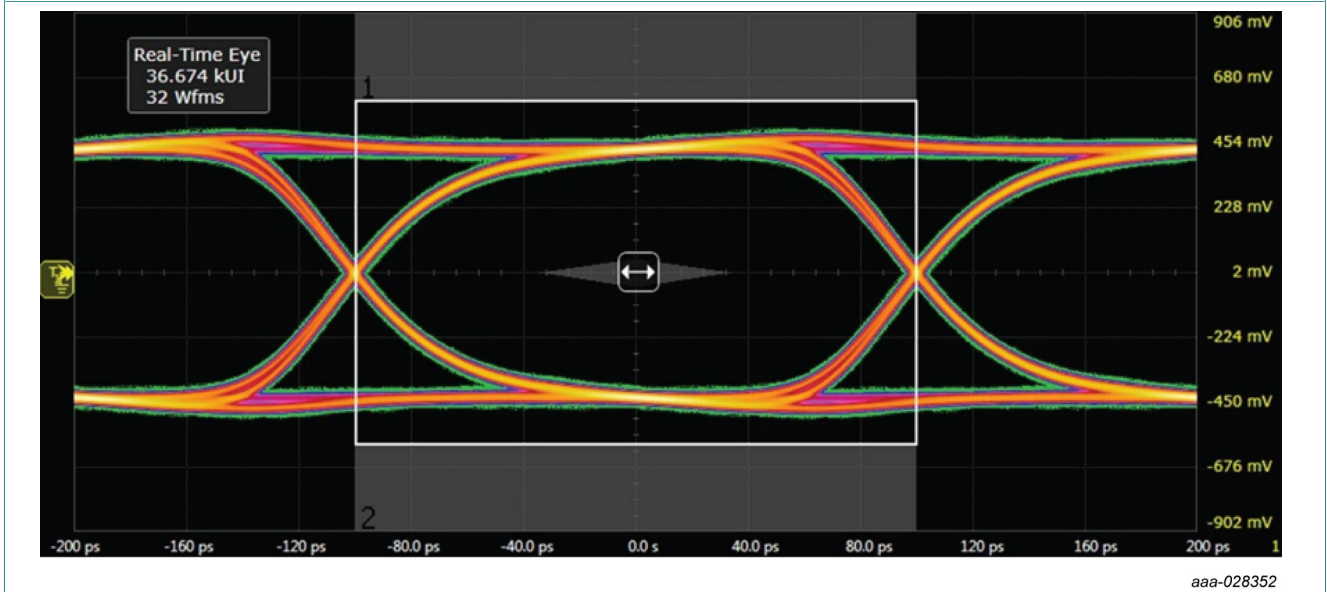 906 mV
Real-Time Eye
36.674 kUI
32 Wfms
680 mV
1
454 mV
228 mV
2 mV
-224 mV
-450 mV
-676 mV
2
-902 mV
-200 ps -160 ps -120 ps -80.0 ps -40.0 ps 0.0 s 40.0 ps 80.0 ps 120 ps 160 ps 200 ps 1
aaa-028352